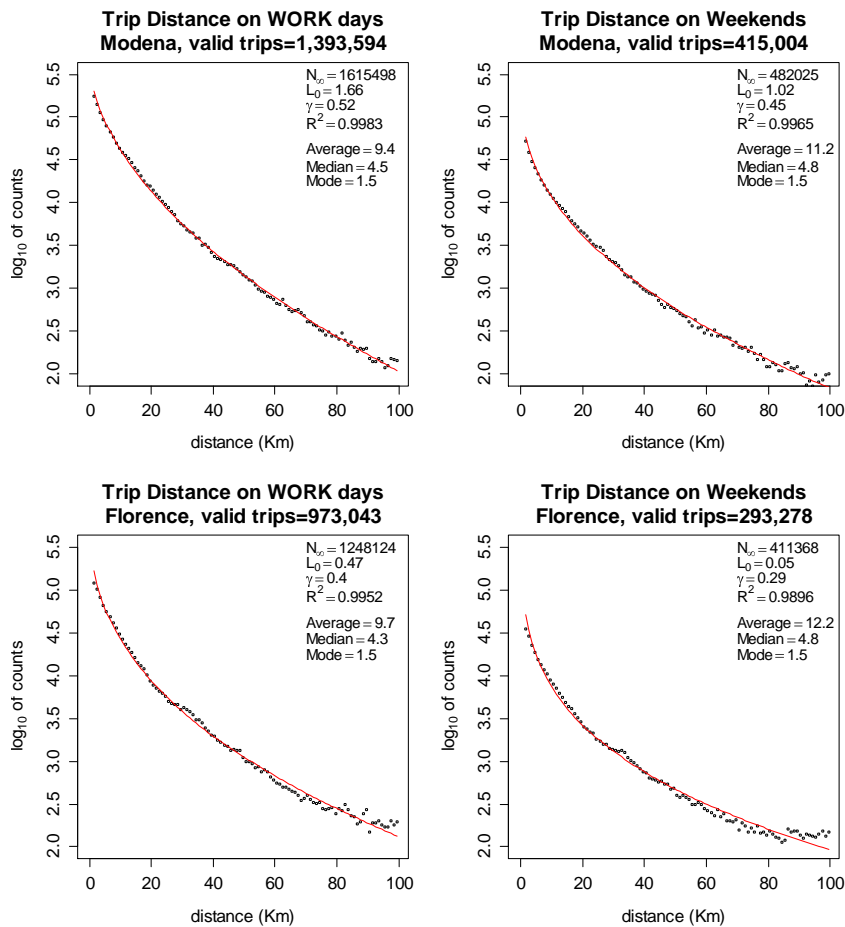 Trip Distance on WORK days
Modena, valid trips=1,393,594
N∞ = 1615498
L₀ = 1.66
γ = 0.52
R² = 0.9983
Average = 9.4
Median = 4.5
Mode = 1.5
5.5
5.0
4.5
4.0
3.5
3.0
2.5
2.0
log₁₀ of counts
0 20 40 60 80 100
distance (Km)
Trip Distance on Weekends
Modena, valid trips=415,004
N∞ = 482025
L₀ = 1.02
γ = 0.45
R² = 0.9965
Average = 11.2
Median = 4.8
Mode = 1.5
5.5
5.0
4.5
4.0
3.5
3.0
2.5
2.0
log₁₀ of counts
0 20 40 60 80 100
distance (Km)
Trip Distance on WORK days
Florence, valid trips=973,043
N∞ = 1248124
L₀ = 0.47
γ = 0.4
R² = 0.9952
Average = 9.7
Median = 4.3
Mode = 1.5
5.5
5.0
4.5
4.0
3.5
3.0
2.5
2.0
log₁₀ of counts
0 20 40 60 80 100
distance (Km)
Trip Distance on Weekends
Florence, valid trips=293,278
N∞ = 411368
L₀ = 0.05
γ = 0.29
R² = 0.9896
Average = 12.2
Median = 4.8
Mode = 1.5
5.5
5.0
4.5
4.0
3.5
3.0
2.5
2.0
log₁₀ of counts
0 20 40 60 80 100
distance (Km)